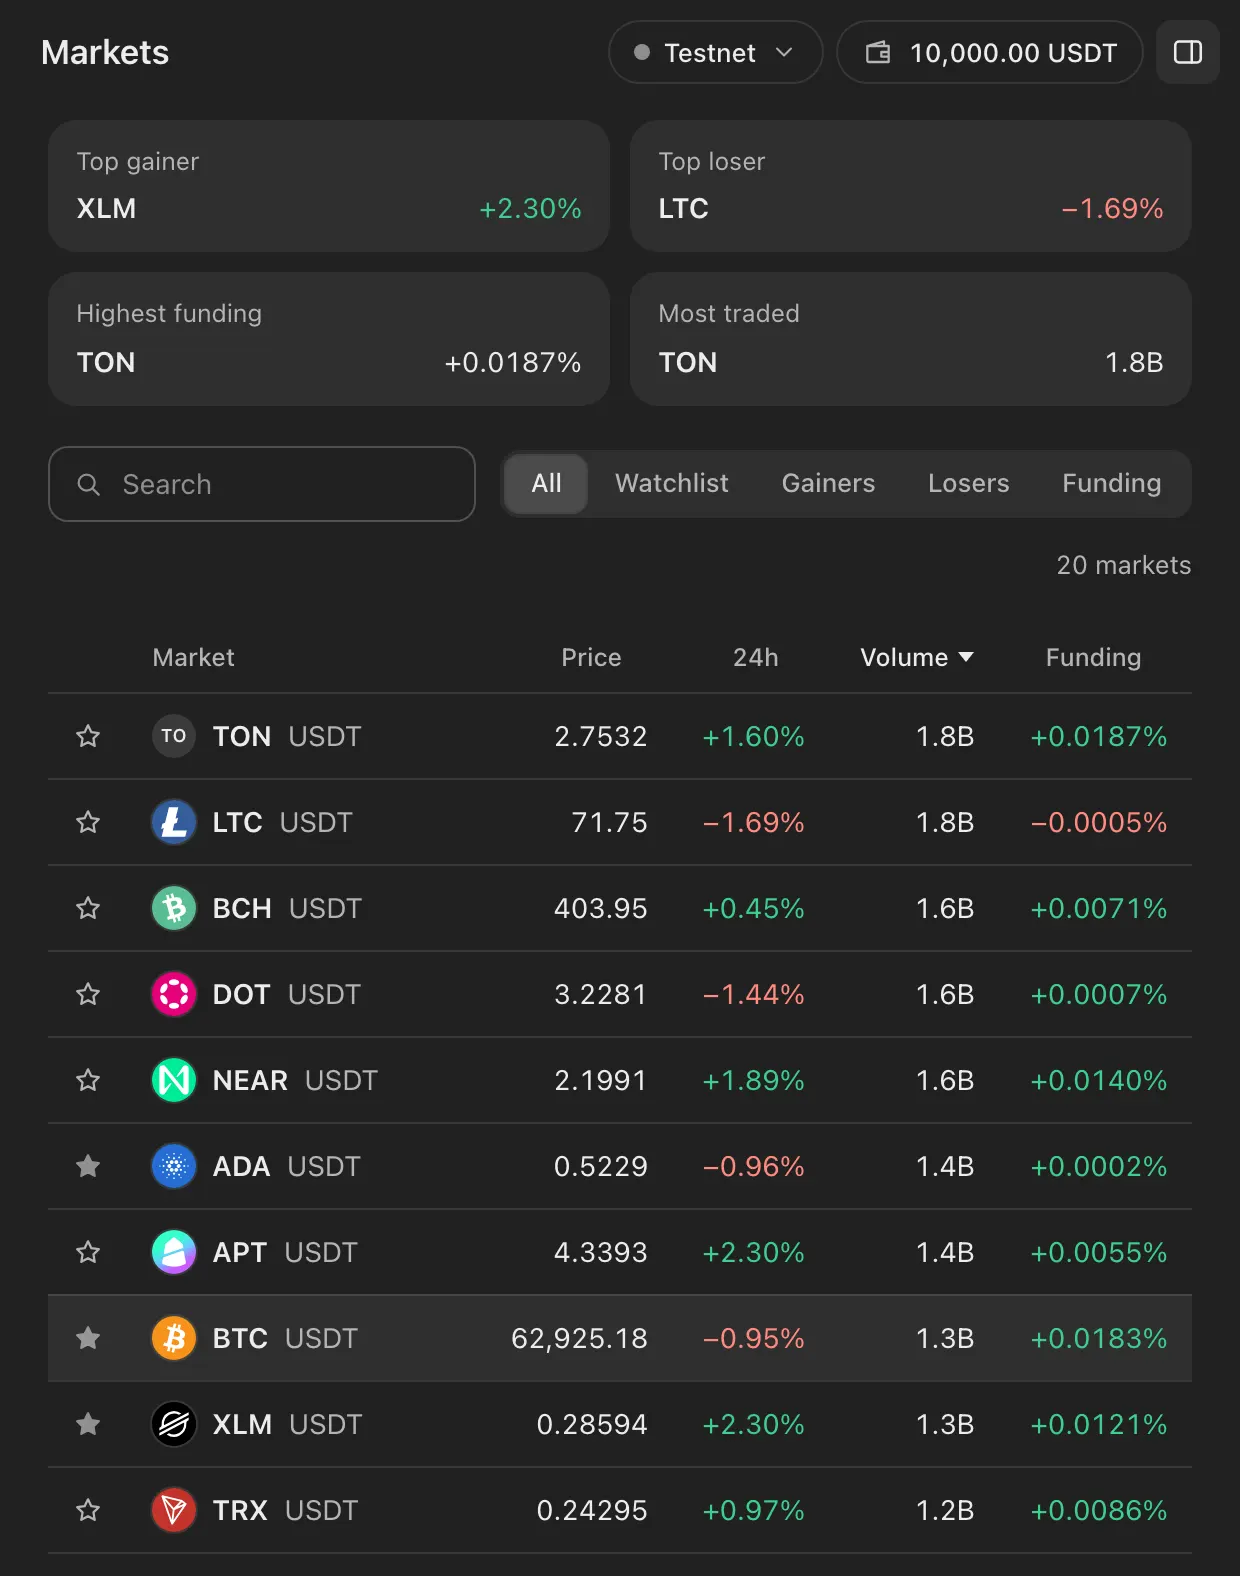 Markets
Testnet
10,000.00 USDT
Top gainer
XLM +2.30%
Top loser
LTC −1.69%
Highest funding
TON +0.0187%
Most traded
TON 1.8B
Search
All Watchlist Gainers Losers Funding
20 markets
Market Price 24h Volume Funding
TO TON USDT 2.7532 +1.60% 1.8B +0.0187%
LTC USDT 71.75 −1.69% 1.8B −0.0005%
BCH USDT 403.95 +0.45% 1.6B +0.0071%
DOT USDT 3.2281 −1.44% 1.6B +0.0007%
NEAR USDT 2.1991 +1.89% 1.6B +0.0140%
ADA USDT 0.5229 −0.96% 1.4B +0.0002%
APT USDT 4.3393 +2.30% 1.4B +0.0055%
BTC USDT 62,925.18 −0.95% 1.3B +0.0183%
XLM USDT 0.28594 +2.30% 1.3B +0.0121%
TRX USDT 0.24295 +0.97% 1.2B +0.0086%